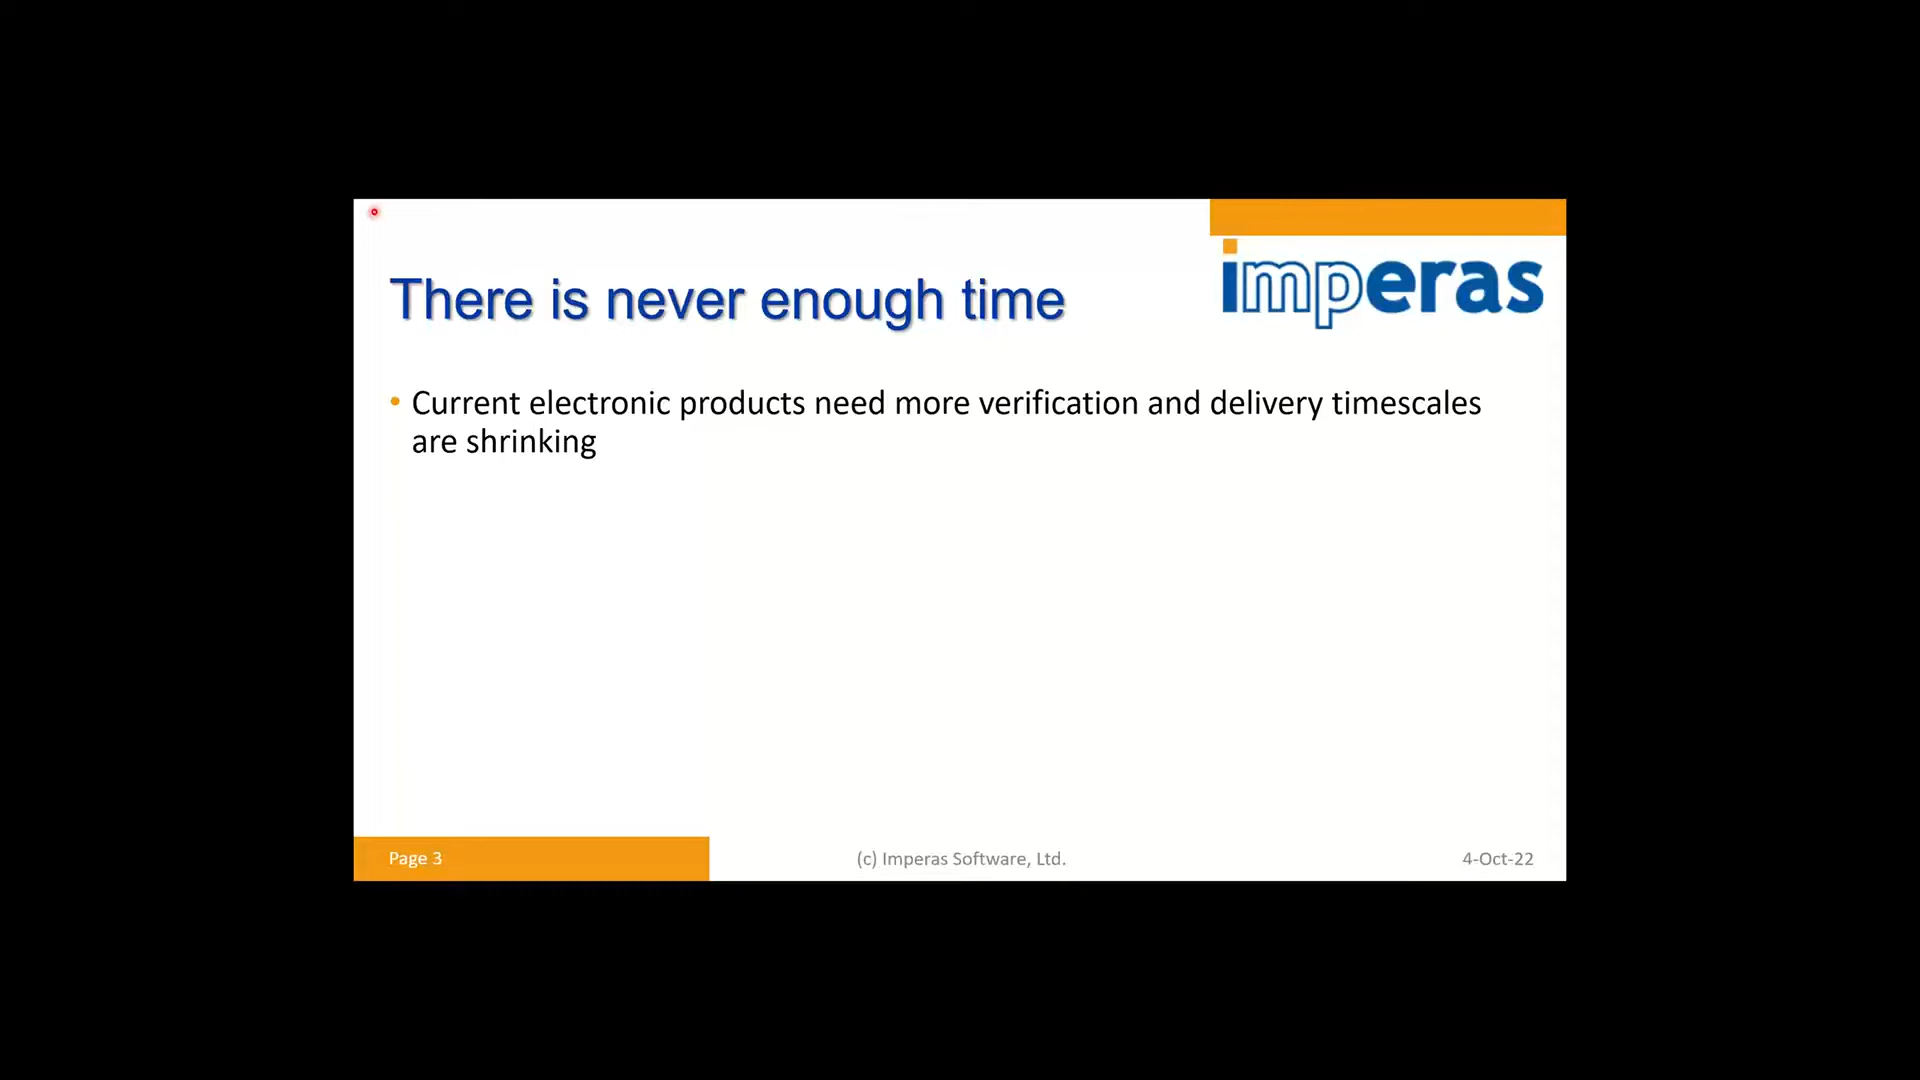 imperas
There is never enough time
• Current electronic products need more verification and delivery timescales
are shrinking
Page 3
(c) Imperas Software, Ltd.
4-Oct-22